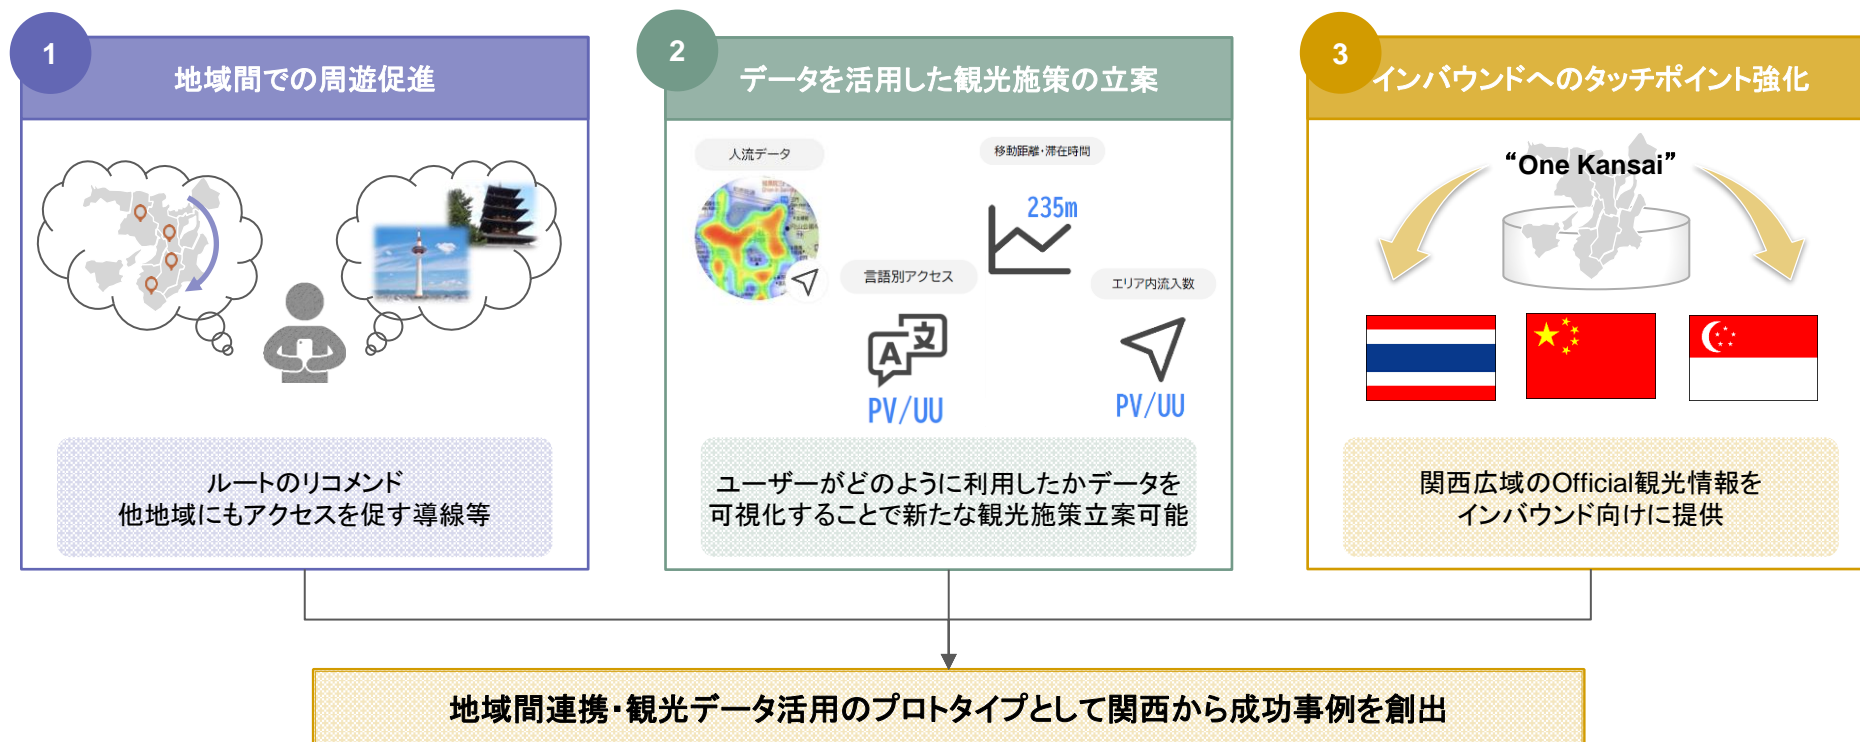 1
地域間での周遊促進
ルートのリコメンド
他地域にもアクセスを促す導線等
2
データを活用した観光施策の立案
人流データ
移動距離・滞在時間
235m
言語別アクセス
エリア内流入数
A文
PV/UU
PV/UU
ユーザーがどのように利用したかデータを
可視化することで新たな観光施策立案可能
3
インバウンドへのタッチポイント強化
“One Kansai”
関西広域のOfficial観光情報を
インバウンド向けに提供
地域間連携・観光データ活用のプロトタイプとして関西から成功事例を創出